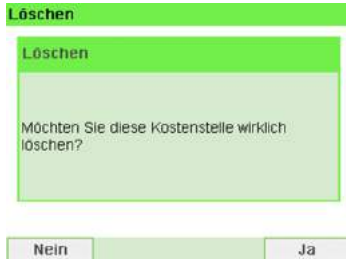 Löschen
Löschen
Möchten Sie diese Kostenstelle wirklich
löschen?
Nein
Ja